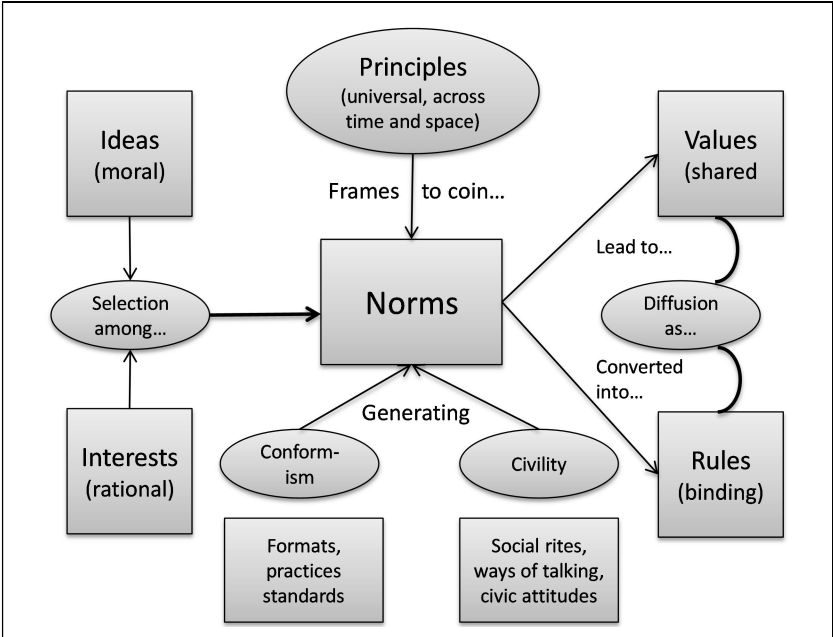 Principles
(universal, across
time and space)
Ideas
(moral)
Values
(shared
Frames to coin...
Lead to...
Selection
among...
Norms
Diffusion
as...
Converted
into...
Generating
Interests
(rational)
Conform-
ism
Civility
Rules
(binding)
Formats,
practices
standards
Social rites,
ways of talking,
civic attitudes